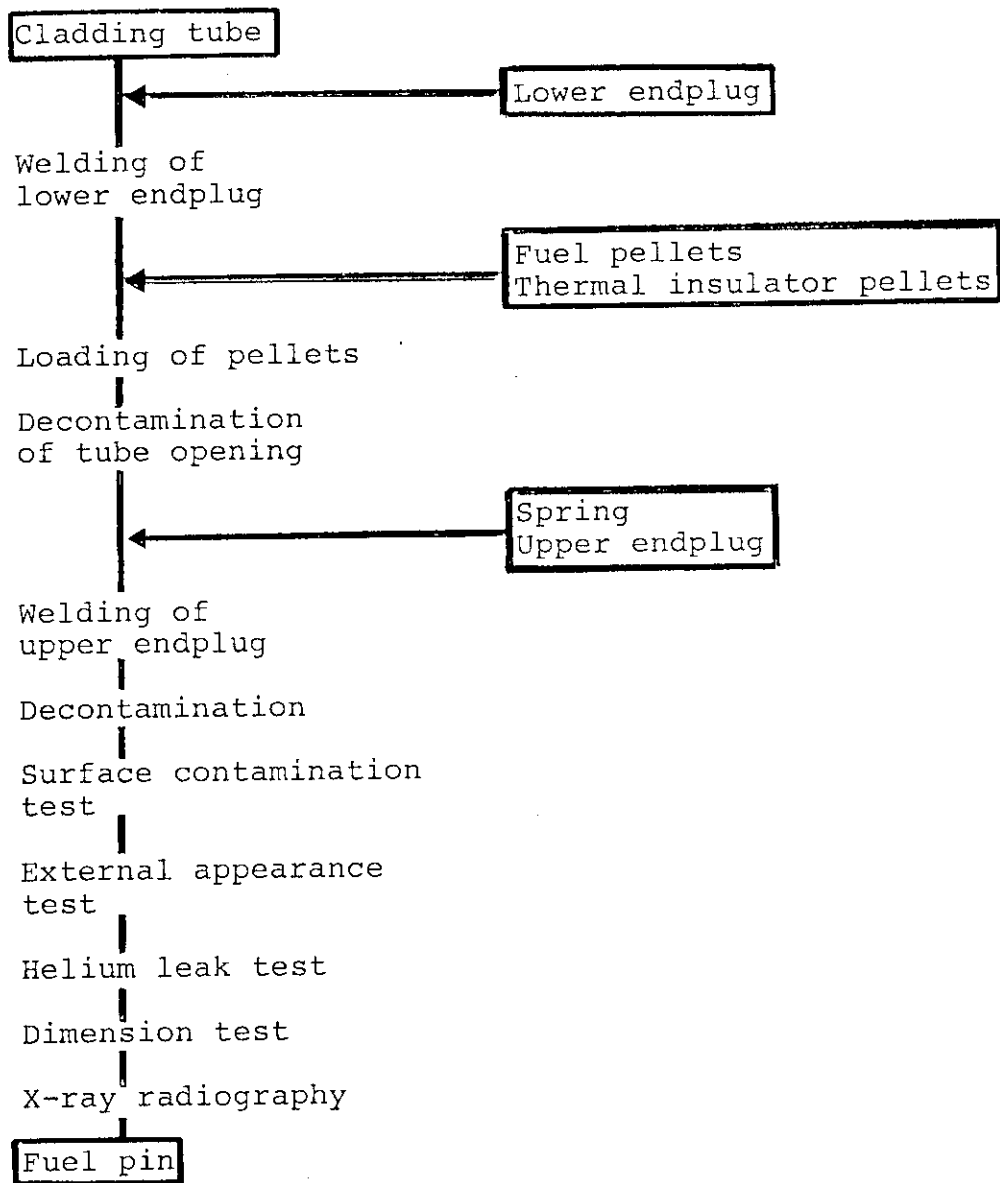 Cladding tube
Lower endplug
Welding of
lower endplug
Fuel pellets
Thermal insulator pellets
Loading of pellets
Decontamination
of tube opening
Spring
Upper endplug
Welding of
upper endplug
Decontamination
Surface contamination
test
External appearance
test
Helium leak test
Dimension test
X-ray radiography
Fuel pin